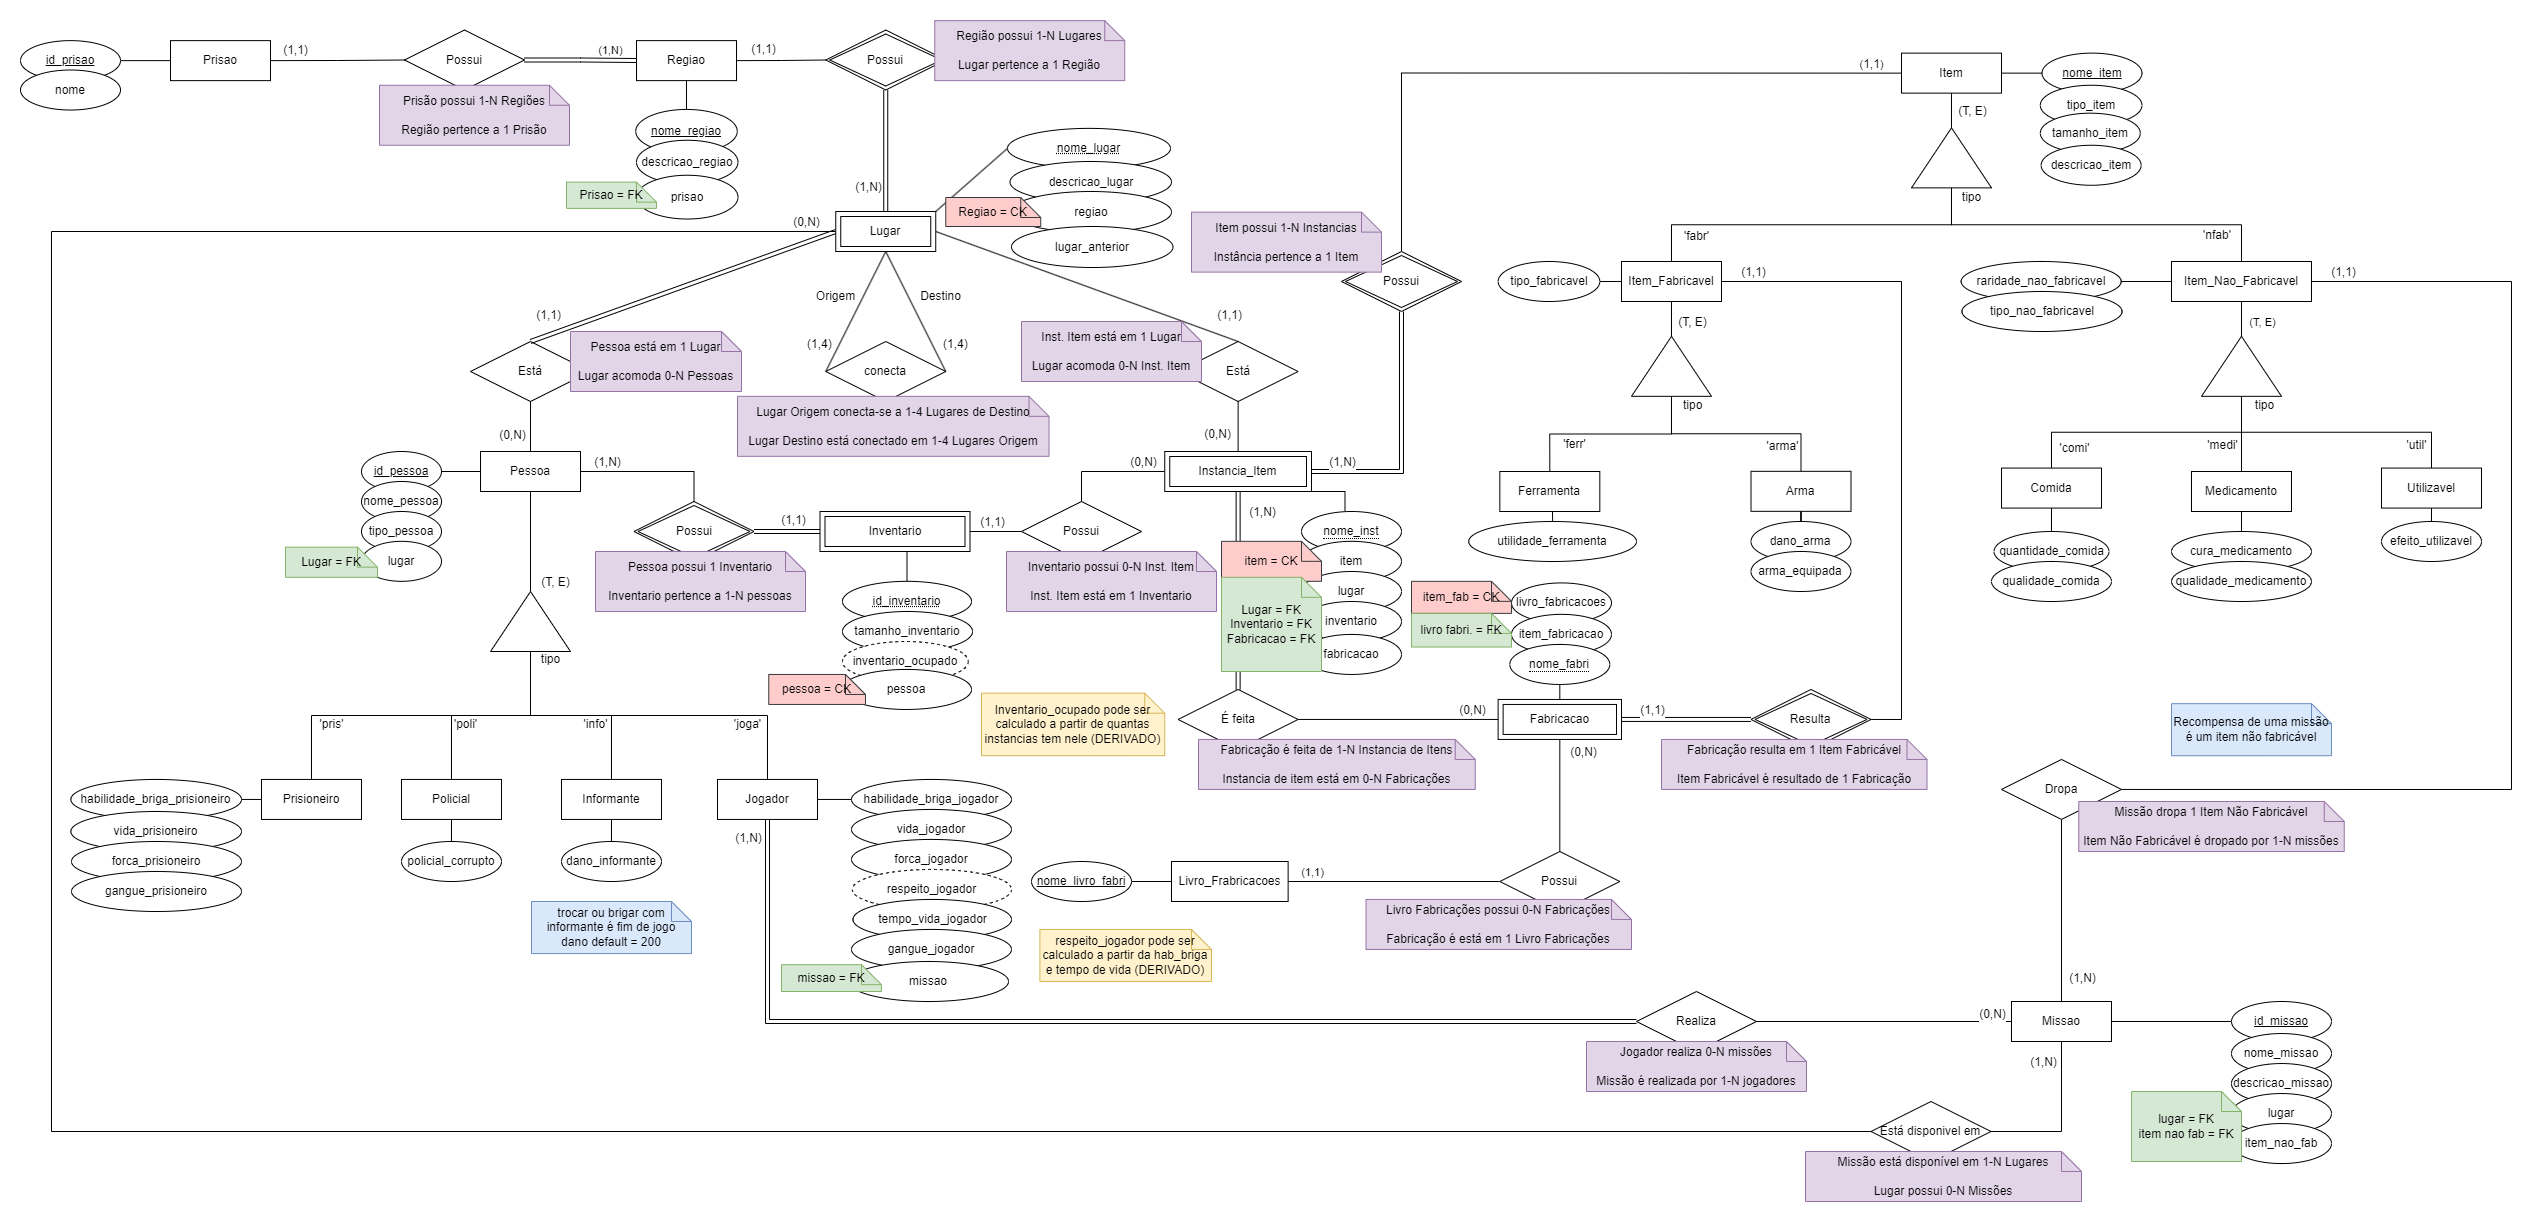 id_prisao
nome
Prisao
(1,1)
Possui
Prisão possui 1-N Regiões
Região pertence a 1 Prisão
(1,N)
Regiao
(1,1)
nome_regiao
descricao_regiao
Prisao = FK
prisao
Possui
Região possui 1-N Lugares
Lugar pertence a 1 Região
(1,N)
(0,N)
Lugar
nome_lugar
descricao_lugar
Regiao = CK
regiao
lugar_anterior
(1,1)
Item
nome_item
tipo_item
tamanho_item
descricao_item
(T, E)
tipo
'fabr'
'nfab'
Item possui 1-N Instancias
Instância pertence a 1 Item
Possui
tipo_fabricavel
Item_Fabricavel
(1,1)
(T, E)
tipo
'ferr'
'arma'
Ferramenta
utilidade_ferramenta
Arma
dano_arma
arma_equipada
raridade_nao_fabricavel
tipo_nao_fabricavel
Item_Nao_Fabricavel
(1,1)
(T, E)
tipo
'comi'
'medi'
'util'
Comida
quantidade_comida
qualidade_comida
Medicamento
cura_medicamento
qualidade_medicamento
Utilizavel
efeito_utilizavel
(1,1)
Está
Pessoa está em 1 Lugar
Lugar acomoda 0-N Pessoas
(0,N)
Origem
Destino
(1,4)
(1,4)
conecta
Lugar Origem conecta-se a 1-4 Lugares de Destino
Lugar Destino está conectado em 1-4 Lugares Origem
(1,1)
Inst. Item está em 1 Lugar
Lugar acomoda 0-N Inst. Item
Está
(0,N)
id_pessoa
nome_pessoa
tipo_pessoa
Lugar = FK
lugar
Pessoa
(1,N)
Possui
Pessoa possui 1 Inventario
Inventario pertence a 1-N pessoas
(1,1)
Inventario
(1,1)
id_inventario
tamanho_inventario
inventario_ocupado
pessoa = CK
pessoa
Possui
Inventario possui 0-N Inst. Item
Inst. Item está em 1 Inventario
(0,N)
Instancia_Item
(1,N)
(1,N)
nome_inst
item = CK
item
lugar
Lugar = FK
Inventario = FK
Fabricacao = FK
inventario
fabricacao
Inventario_ocupado pode ser
calculado a partir de quantas
instancias tem nele (DERIVADO)
É feita
Fabricação é feita de 1-N Instancia de Itens
Instancia de item está em 0-N Fabricações
(0,N)
item_fab = CK
livro fabri. = FK
livro_fabricacoes
item_fabricacao
nome_fabri
Fabricacao
(1,1)
(0,N)
Resulta
Fabricação resulta em 1 Item Fabricável
Item Fabricável é resultado de 1 Fabricação
Recompensa de uma missão
é um item não fabricável
(T, E)
tipo
'pris'
'poli'
'info'
'joga'
habilidade_briga_prisioneiro
vida_prisioneiro
forca_prisioneiro
gangue_prisioneiro
Prisioneiro
Policial
policial_corrupto
Informante
dano_informante
trocar ou brigar com
informante é fim de jogo
dano default = 200
Jogador
(1,N)
habilidade_briga_jogador
vida_jogador
forca_jogador
respeito_jogador
tempo_vida_jogador
gangue_jogador
missao = FK
missao
nome_livro_fabri
Livro_Frabricacoes
(1,1)
respeito_jogador pode ser
calculado a partir da hab_briga
e tempo de vida (DERIVADO)
Possui
Livro Fabricações possui 0-N Fabricações
Fabricação é está em 1 Livro Fabricações
Dropa
Missão dropa 1 Item Não Fabricável
Item Não Fabricável é dropado por 1-N missões
(1,N)
Realiza
Jogador realiza 0-N missões
Missão é realizada por 1-N jogadores
(0,N)
Missao
(1,N)
id_missao
nome_missao
descricao_missao
lugar = FK
item nao fab = FK
lugar
item_nao_fab
Está disponivel em
Missão está disponível em 1-N Lugares
Lugar possui 0-N Missões